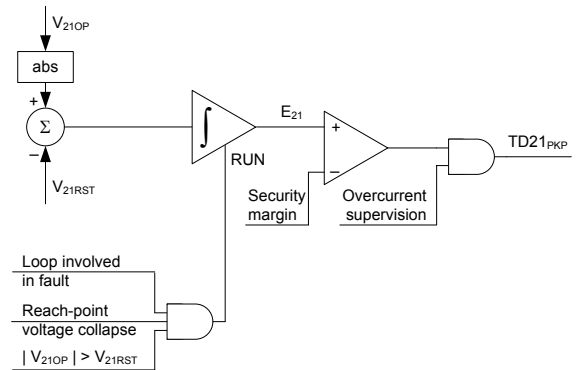 V21OP
abs
+
Σ
−
V21RST
∫
E21
RUN
+
−
Security
margin
Overcurrent
supervision
TD21PKP
Loop involved
in fault
Reach-point
voltage collapse
| V21OP | > V21RST